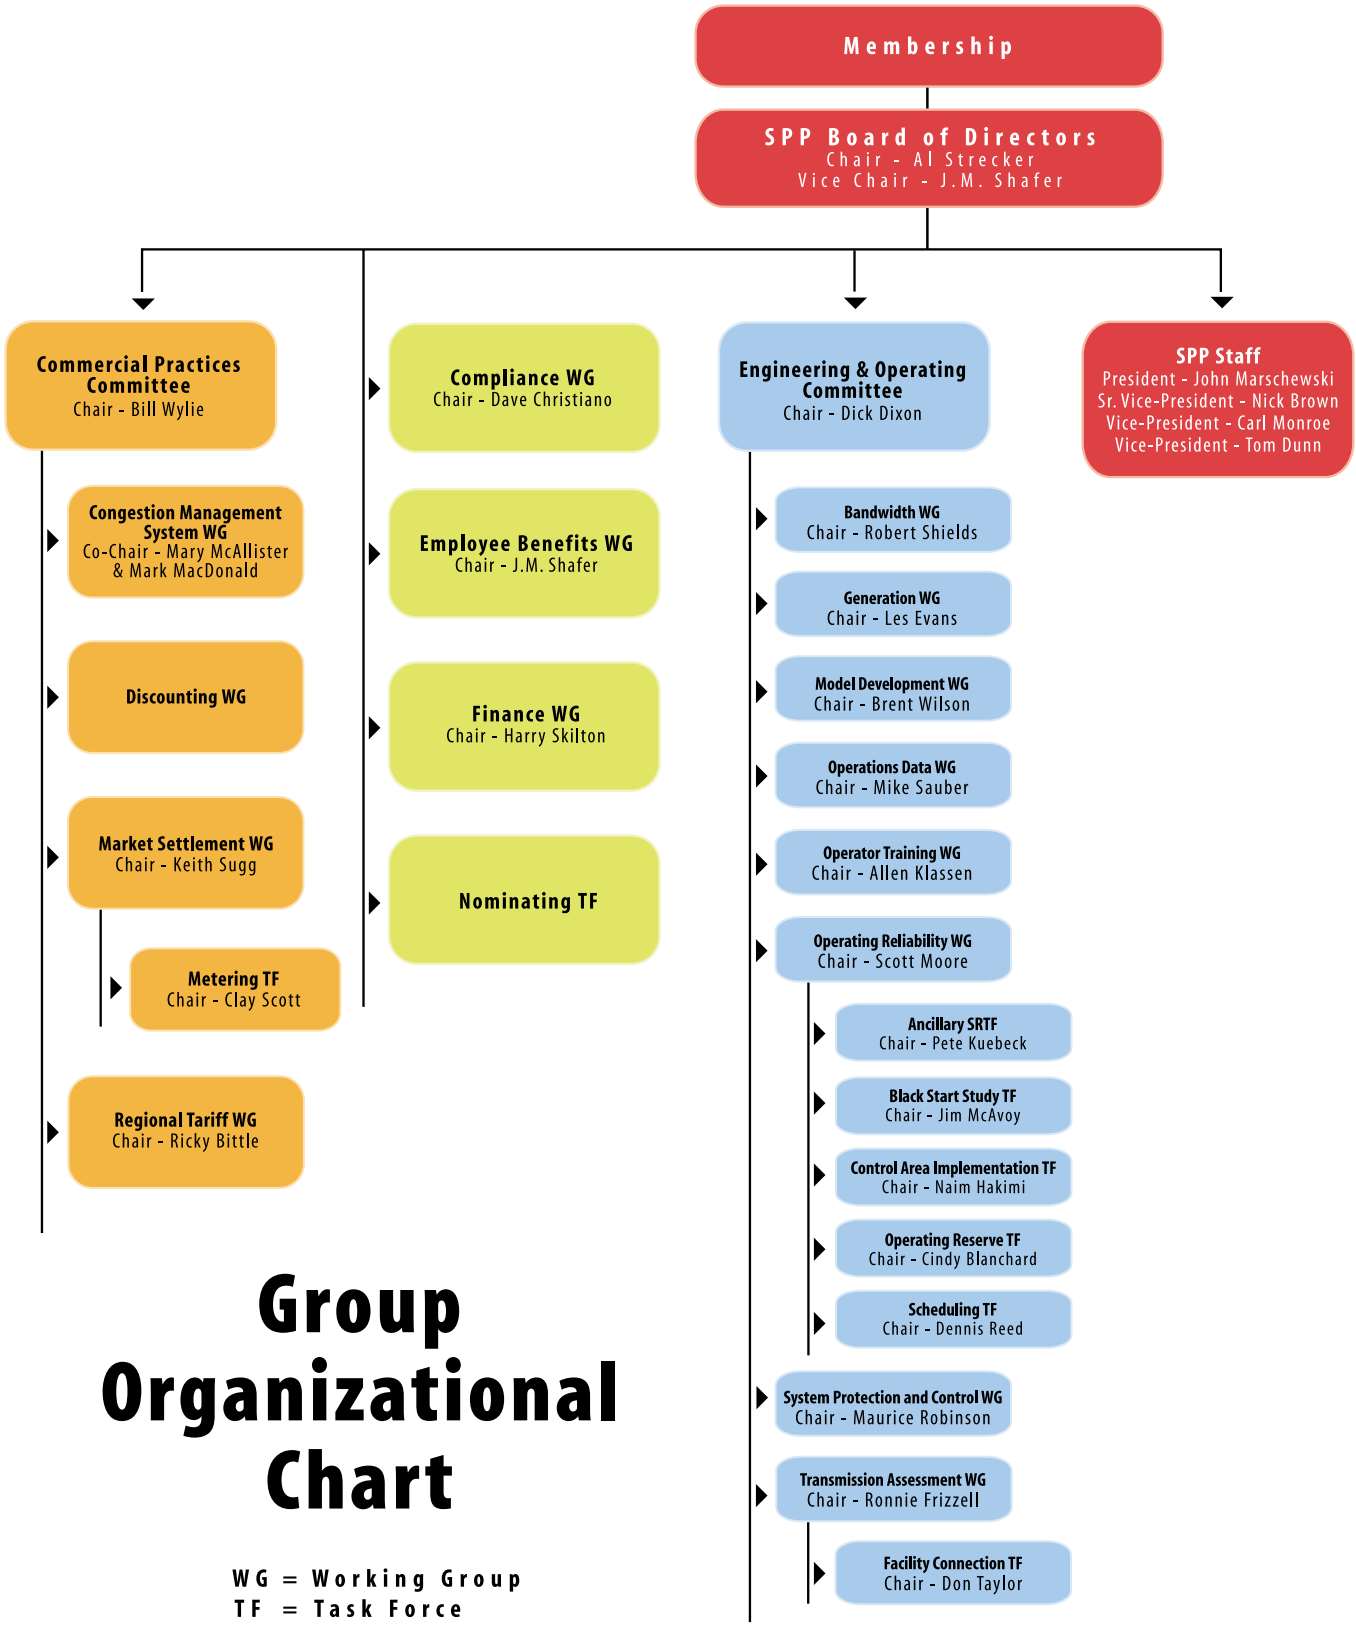 Membership
SPP Board of Directors
Chair - Al Strecker
Vice Chair - J.M. Shafer
Commercial Practices
Committee
Chair - Bill Wylie
Congestion Management
System WG
Co-Chair - Mary McAllister
& Mark MacDonald
Discounting WG
Market Settlement WG
Chair - Keith Sugg
Metering TF
Chair - Clay Scott
Regional Tariff WG
Chair - Ricky Bittle
Compliance WG
Chair - Dave Christiano
Employee Benefits WG
Chair - J.M. Shafer
Finance WG
Chair - Harry Skilton
Nominating TF
Engineering & Operating
Committee
Chair - Dick Dixon
Bandwidth WG
Chair - Robert Shields
Generation WG
Chair - Les Evans
Model Development WG
Chair - Brent Wilson
Operations Data WG
Chair - Mike Sauber
Operator Training WG
Chair - Allen Klassen
Operating Reliability WG
Chair - Scott Moore
Ancillary SRTF
Chair - Pete Kuebeck
Black Start Study TF
Chair - Jim McAvoy
Control Area Implementation TF
Chair - Naim Hakimi
Operating Reserve TF
Chair - Cindy Blanchard
Scheduling TF
Chair - Dennis Reed
System Protection and Control WG
Chair - Maurice Robinson
Transmission Assessment WG
Chair - Ronnie Frizzell
Facility Connection TF
Chair - Don Taylor
SPP Staff
President - John Marschewski
Sr. Vice-President - Nick Brown
Vice-President - Carl Monroe
Vice-President - Tom Dunn
Group
Organizational
Chart
WG = Working Group
TF = Task Force